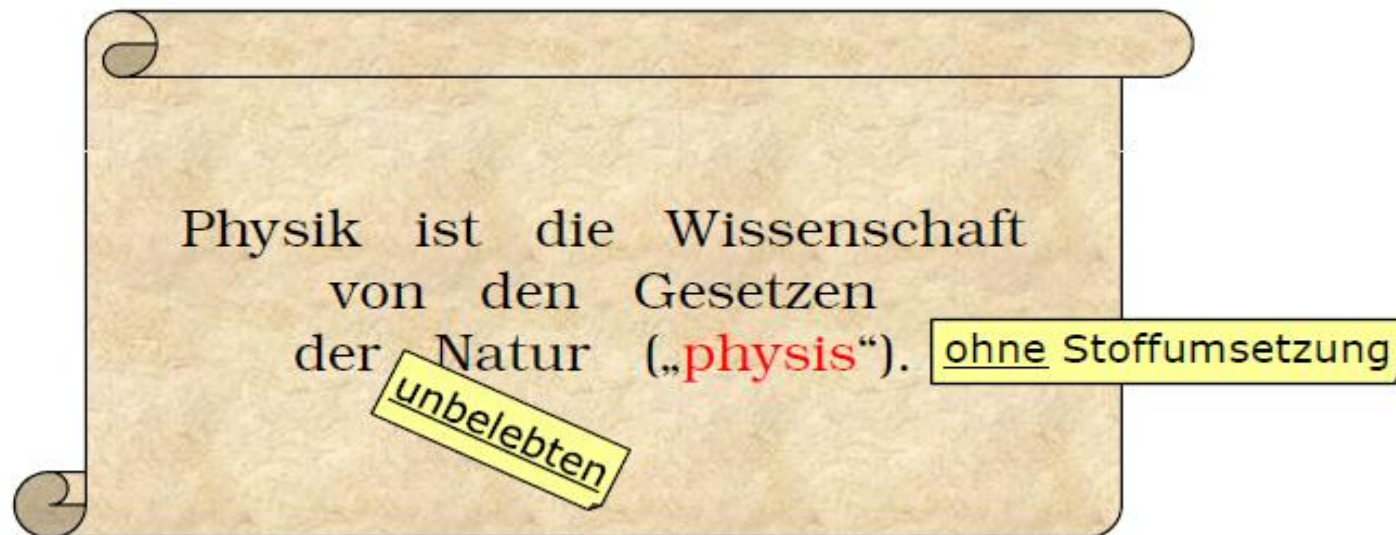 Physik ist die Wissenschaft
von den Gesetzen
der Natur („physis“). ohne Stoffumsetzung
unbelebten